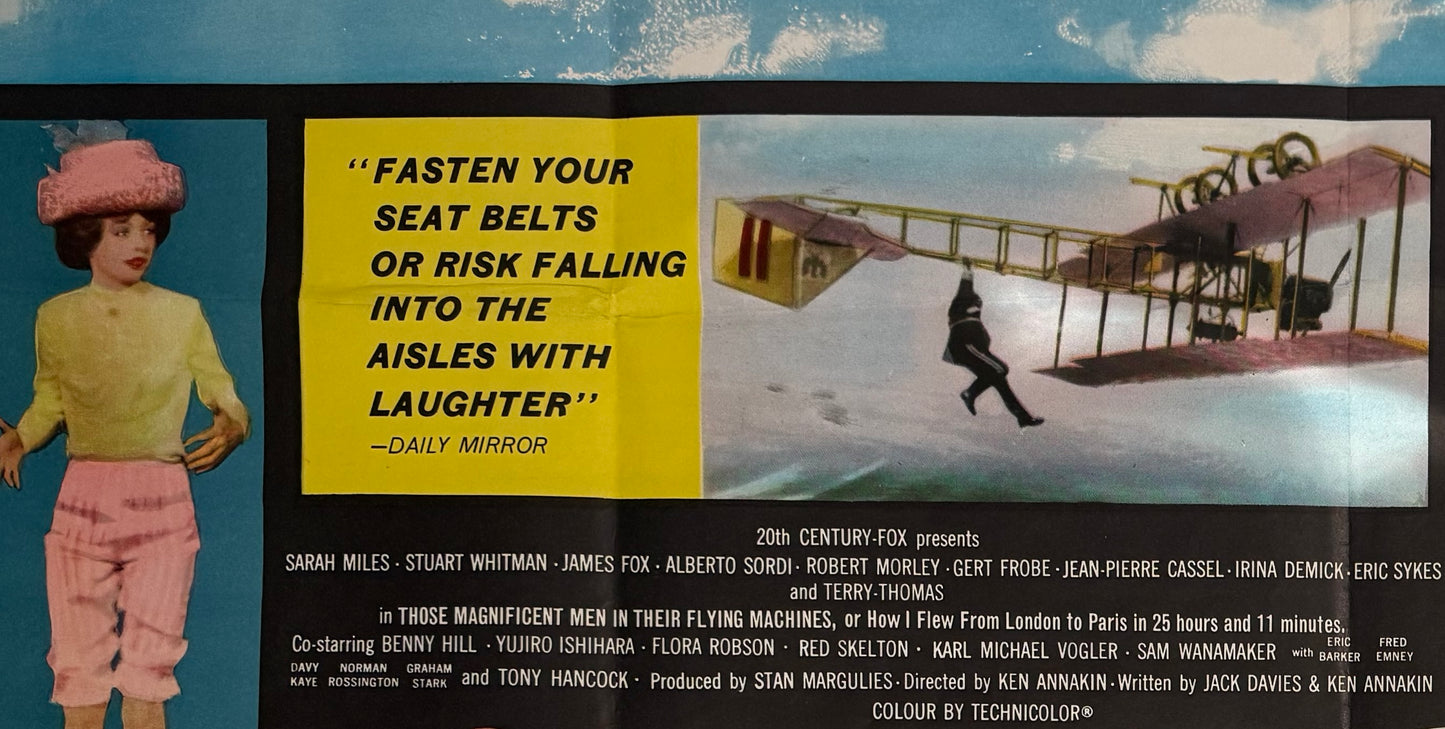 “FASTEN YOUR
SEAT BELTS
OR RISK FALLING
INTO THE
AISLES WITH
LAUGHTER”
—DAILY MIRROR
20th CENTURY-FOX presents
SARAH MILES · STUART WHITMAN · JAMES FOX · ALBERTO SORDI · ROBERT MORLEY · GERT FROBE · JEAN-PIERRE CASSEL · IRINA DEMICK · ERIC SYKES
and TERRY-THOMAS
in THOSE MAGNIFICENT MEN IN THEIR FLYING MACHINES, or How I Flew From London to Paris in 25 hours and 11 minutes.
Co-starring BENNY HILL · YUJIRO ISHIHARA · FLORA ROBSON · RED SKELTON · KARL MICHAEL VOGLER · SAM WANAMAKER with ERIC BARKER FRED EMNEY
DAVY KAYE NORMAN ROSSINGTON GRAHAM STARK and TONY HANCOCK · Produced by STAN MARGULIES · Directed by KEN ANNAKIN · Written by JACK DAVIES & KEN ANNAKIN
COLOUR BY TECHNICOLOR®